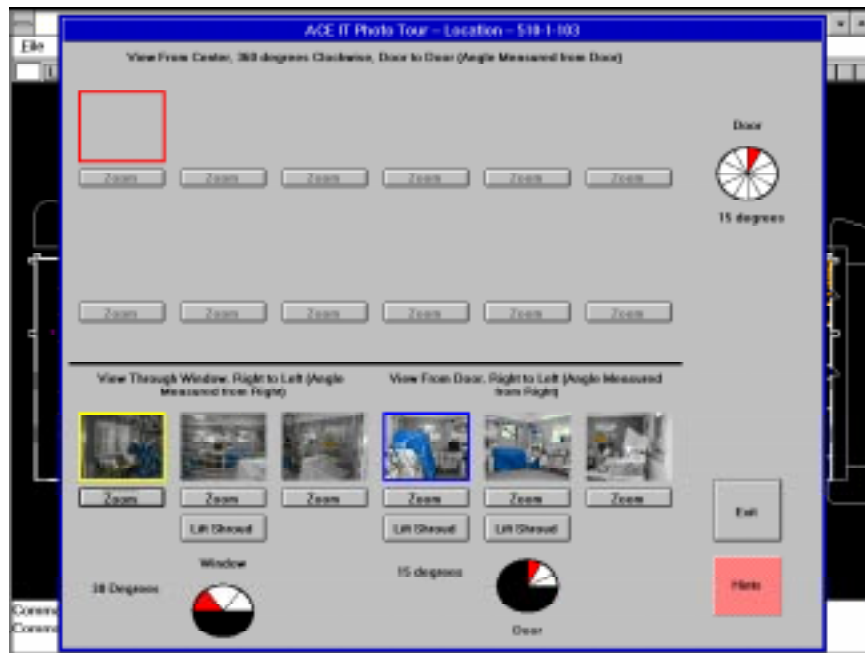 ACE IT Photo Tour - Location - 510-1-103
File
View From Center, 360 degrees Clockwise, Door to Door (Angle Measured from Door)
Door
Zoom Zoom Zoom Zoom Zoom Zoom
15 degrees
Zoom Zoom Zoom Zoom Zoom Zoom
View Through Window, Right to Left (Angle
Measured from Right)
View From Door, Right to Left (Angle Measured
from Right)
Zoom Zoom Zoom Zoom Zoom Zoom
Lift Shroud Lift Shroud Lift Shroud
Exit
Window
30 Degrees
15 degrees
Hints
Door
Comma
Comma